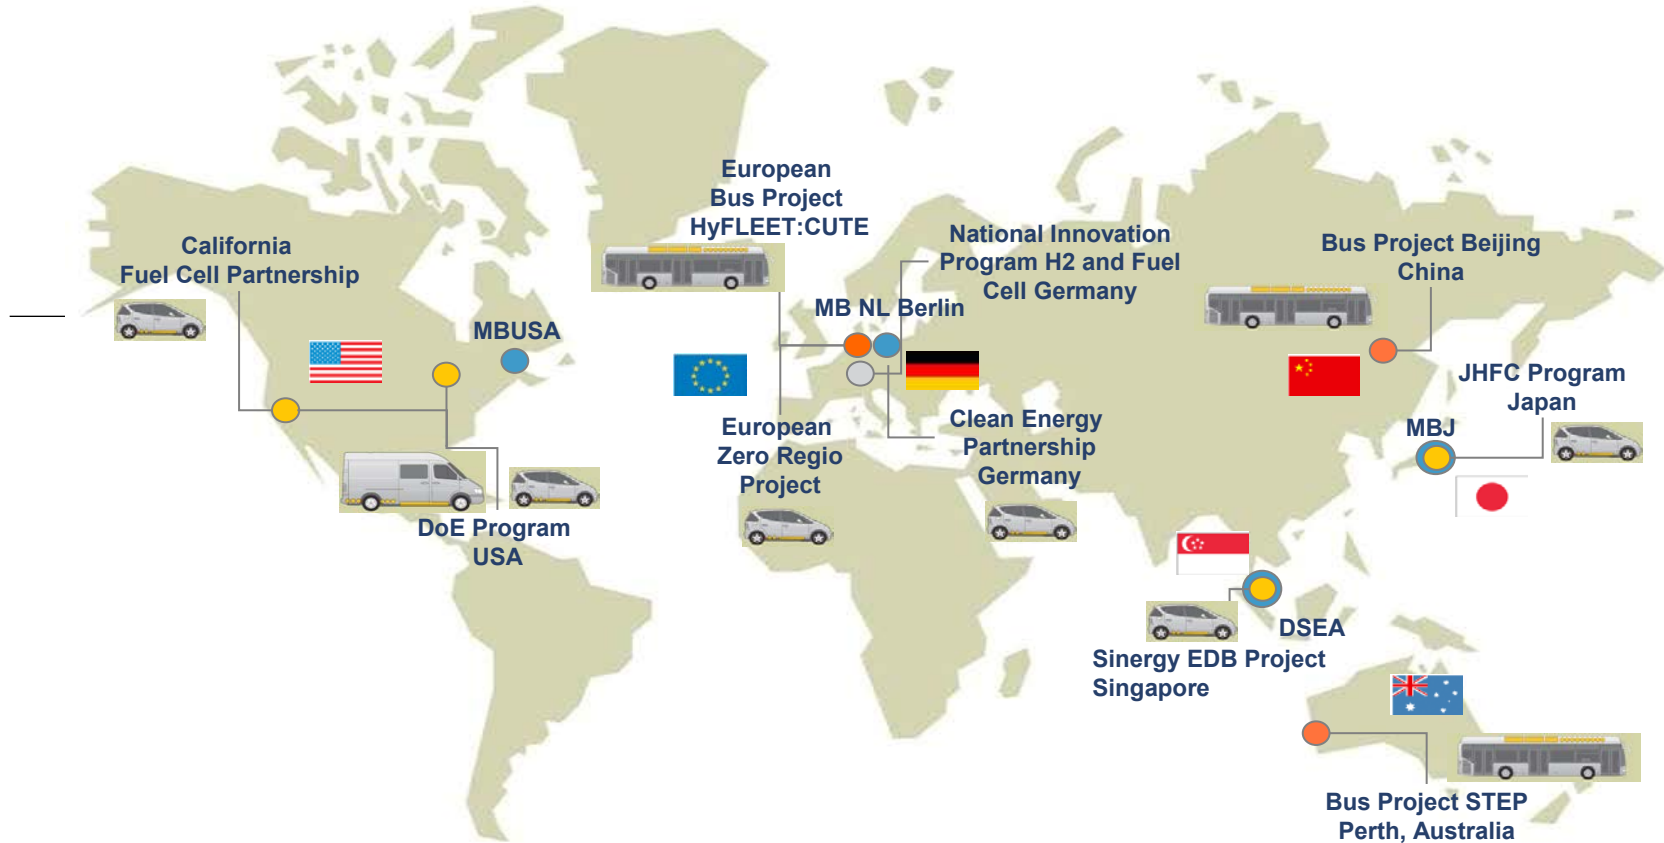 European
Bus Project
HyFLEET:CUTE
California
Fuel Cell Partnership
National Innovation
Program H2 and Fuel
Cell Germany
Bus Project Beijing
China
MB NL Berlin
MBUSA
JHFC Program
Japan
MBJ
European
Zero Regio
Project
Clean Energy
Partnership
Germany
DoE Program
USA
DSEA
Sinergy EDB Project
Singapore
Bus Project STEP
Perth, Australia